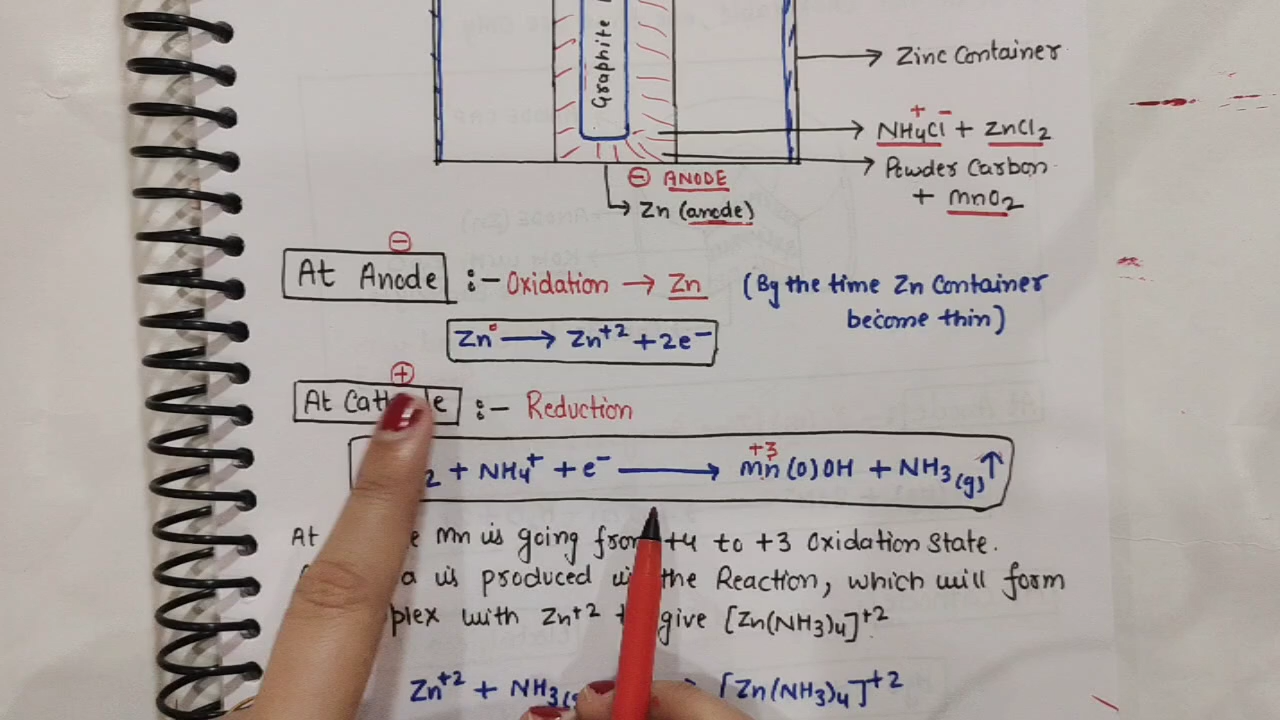 Graphite
Zinc Container
+ -
NH4Cl + ZnCl2
Powder Carbon
+ MnO2
⊖ ANODE
Zn (anode)
⊖
At Anode :- Oxidation → Zn (By the time Zn Container
become thin)
Zn° → Zn+2 + 2e-
⊕
At :- Reduction
+3
2 + NH4+ + e- → mn(O)OH + NH3(g)↑
At mn is going from +4 to +3 Oxidation State.
is produced the Reaction, which will form
with Zn+2 give [Zn(NH3)4]+2
Zn+2 + NH3(g [Zn(NH3)4]+2